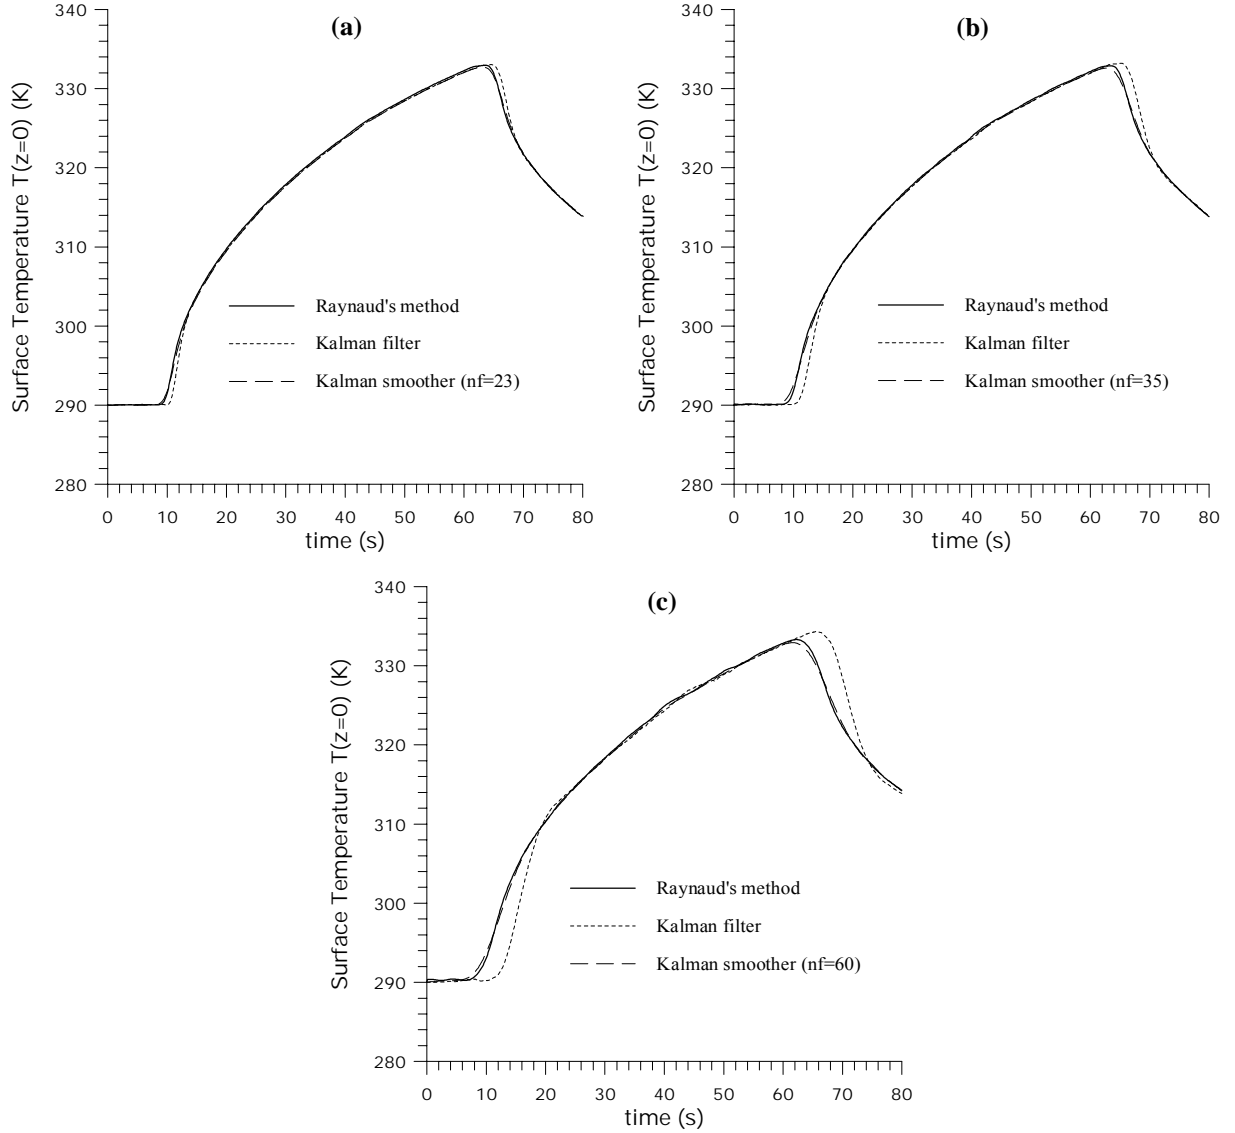 (a)
Surface Temperature T(z=0) (K)
340
330
320
310
300
290
280
Raynaud's method
Kalman filter
Kalman smoother (nf=23)
0 10 20 30 40 50 60 70 80
time (s)
(b)
Surface Temperature T(z=0) (K)
340
330
320
310
300
290
280
Raynaud's method
Kalman filter
Kalman smoother (nf=35)
0 10 20 30 40 50 60 70 80
time (s)
(c)
Surface Temperature T(z=0) (K)
340
330
320
310
300
290
280
Raynaud's method
Kalman filter
Kalman smoother (nf=60)
0 10 20 30 40 50 60 70 80
time (s)